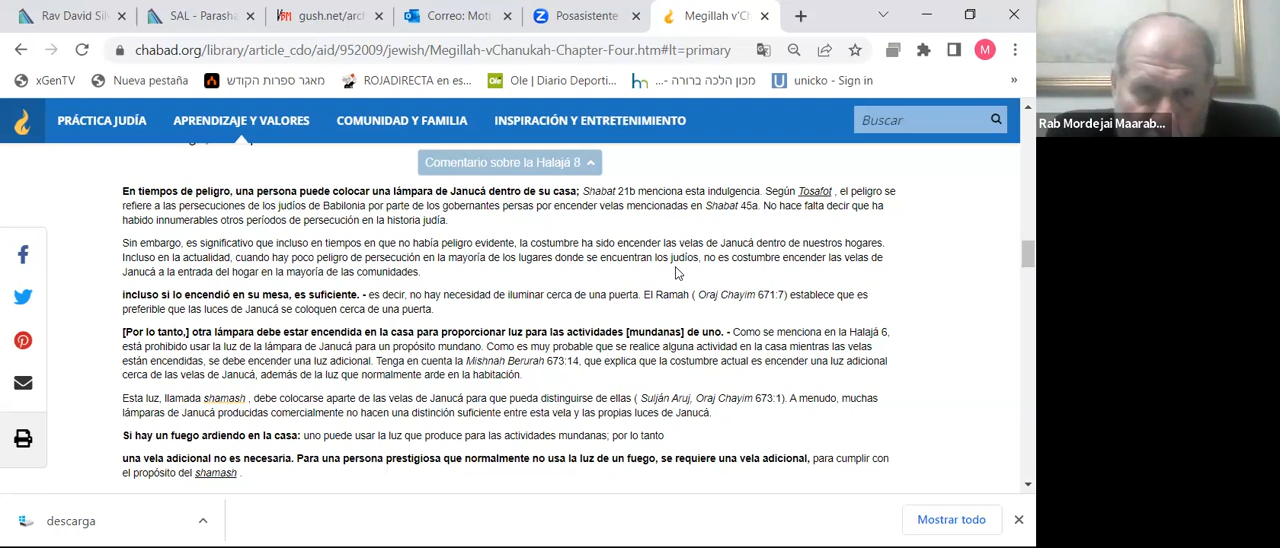 Rav David Sil
SAL - Parasha
gush.net/arc
Correo: Moti
Posasistente
Megillah v'Ch
chabad.org/library/article_cdo/aid/952009/jewish/Megillah-vChanukah-Chapter-Four.htm#lt=primary
M
xGenTV
Nueva pestaña
מאגר ספרות הקודש
ROJADIRECTA en es...
Ole | Diario Deporti...
מכון הלכה ברורה -...
unicko - Sign in
»
PRÁCTICA JUDÍA
APRENDIZAJE Y VALORES
COMUNIDAD Y FAMILIA
INSPIRACIÓN Y ENTRETENIMIENTO
Buscar
Rab Mordejai Maarab...
Comentario sobre la Halajá 8
En tiempos de peligro, una persona puede colocar una lámpara de Janucá dentro de su casa; Shabat 21b menciona esta indulgencia. Según Tosafot , el peligro se
refiere a las persecuciones de los judíos de Babilonia por parte de los gobernantes persas por encender velas mencionadas en Shabat 45a. No hace falta decir que ha
habido innumerables otros períodos de persecución en la historia judía.
Sin embargo, es significativo que incluso en tiempos en que no había peligro evidente, la costumbre ha sido encender las velas de Janucá dentro de nuestros hogares.
Incluso en la actualidad, cuando hay poco peligro de persecución en la mayoría de los lugares donde se encuentran los judíos, no es costumbre encender las velas de
Janucá a la entrada del hogar en la mayoría de las comunidades.
incluso si lo encendió en su mesa, es suficiente. - es decir, no hay necesidad de iluminar cerca de una puerta. El Ramah ( Oraj Chayim 671:7) establece que es
preferible que las luces de Janucá se coloquen cerca de una puerta.
[Por lo tanto,] otra lámpara debe estar encendida en la casa para proporcionar luz para las actividades [mundanas] de uno. - Como se menciona en la Halajá 6,
está prohibido usar la luz de la lámpara de Janucá para un propósito mundano. Como es muy probable que se realice alguna actividad en la casa mientras las velas
están encendidas, se debe encender una luz adicional. Tenga en cuenta la Mishnah Berurah 673:14, que explica que la costumbre actual es encender una luz adicional
cerca de las velas de Janucá, además de la luz que normalmente arde en la habitación.
Esta luz, llamada shamash , debe colocarse aparte de las velas de Janucá para que pueda distinguirse de ellas ( Sulján Aruj, Oraj Chayim 673:1). A menudo, muchas
lámparas de Janucá producidas comercialmente no hacen una distinción suficiente entre esta vela y las propias luces de Janucá.
Si hay un fuego ardiendo en la casa: uno puede usar la luz que produce para las actividades mundanas; por lo tanto
una vela adicional no es necesaria. Para una persona prestigiosa que normalmente no usa la luz de un fuego, se requiere una vela adicional, para cumplir con
el propósito del shamash .
descarga
Mostrar todo